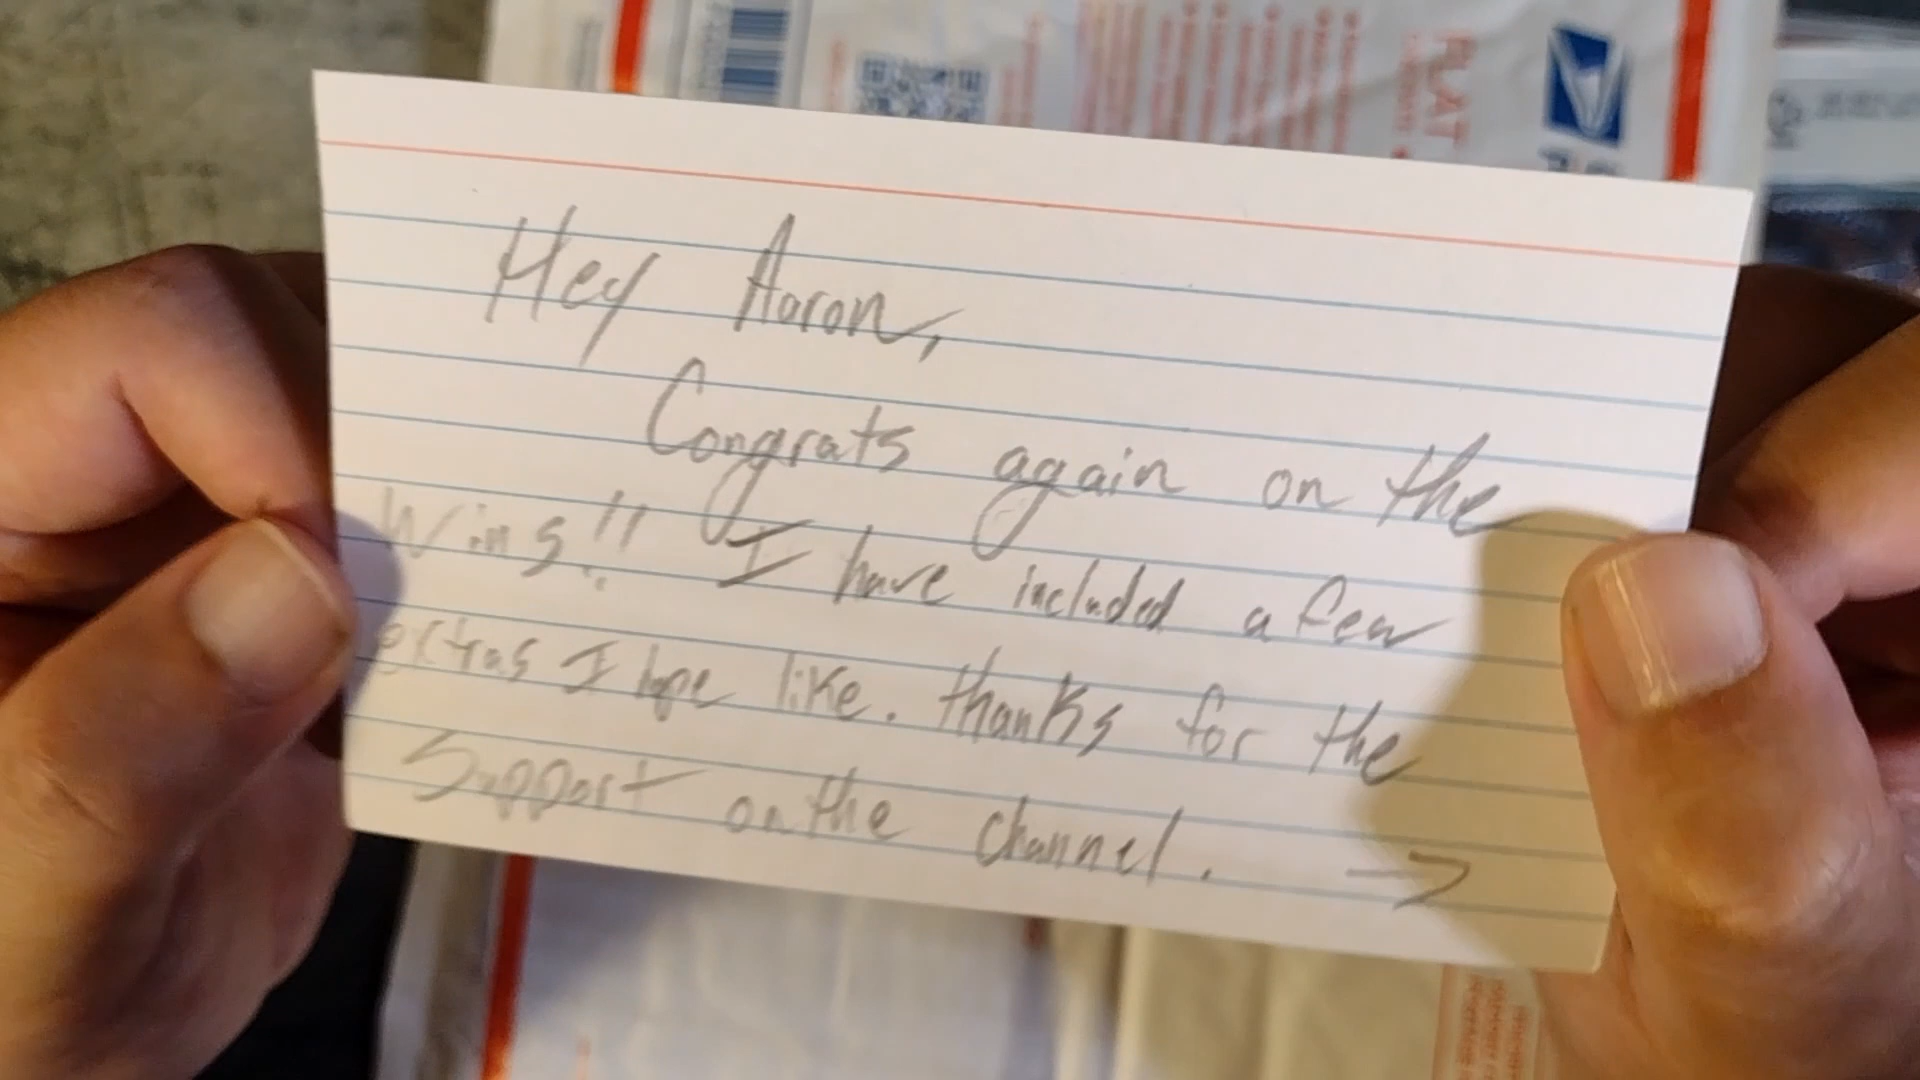 Hey Aaron,
Congrats again on the
wins!! I have included a few
extras I hope like. thanks for the
Support on the channel. →
FLAT